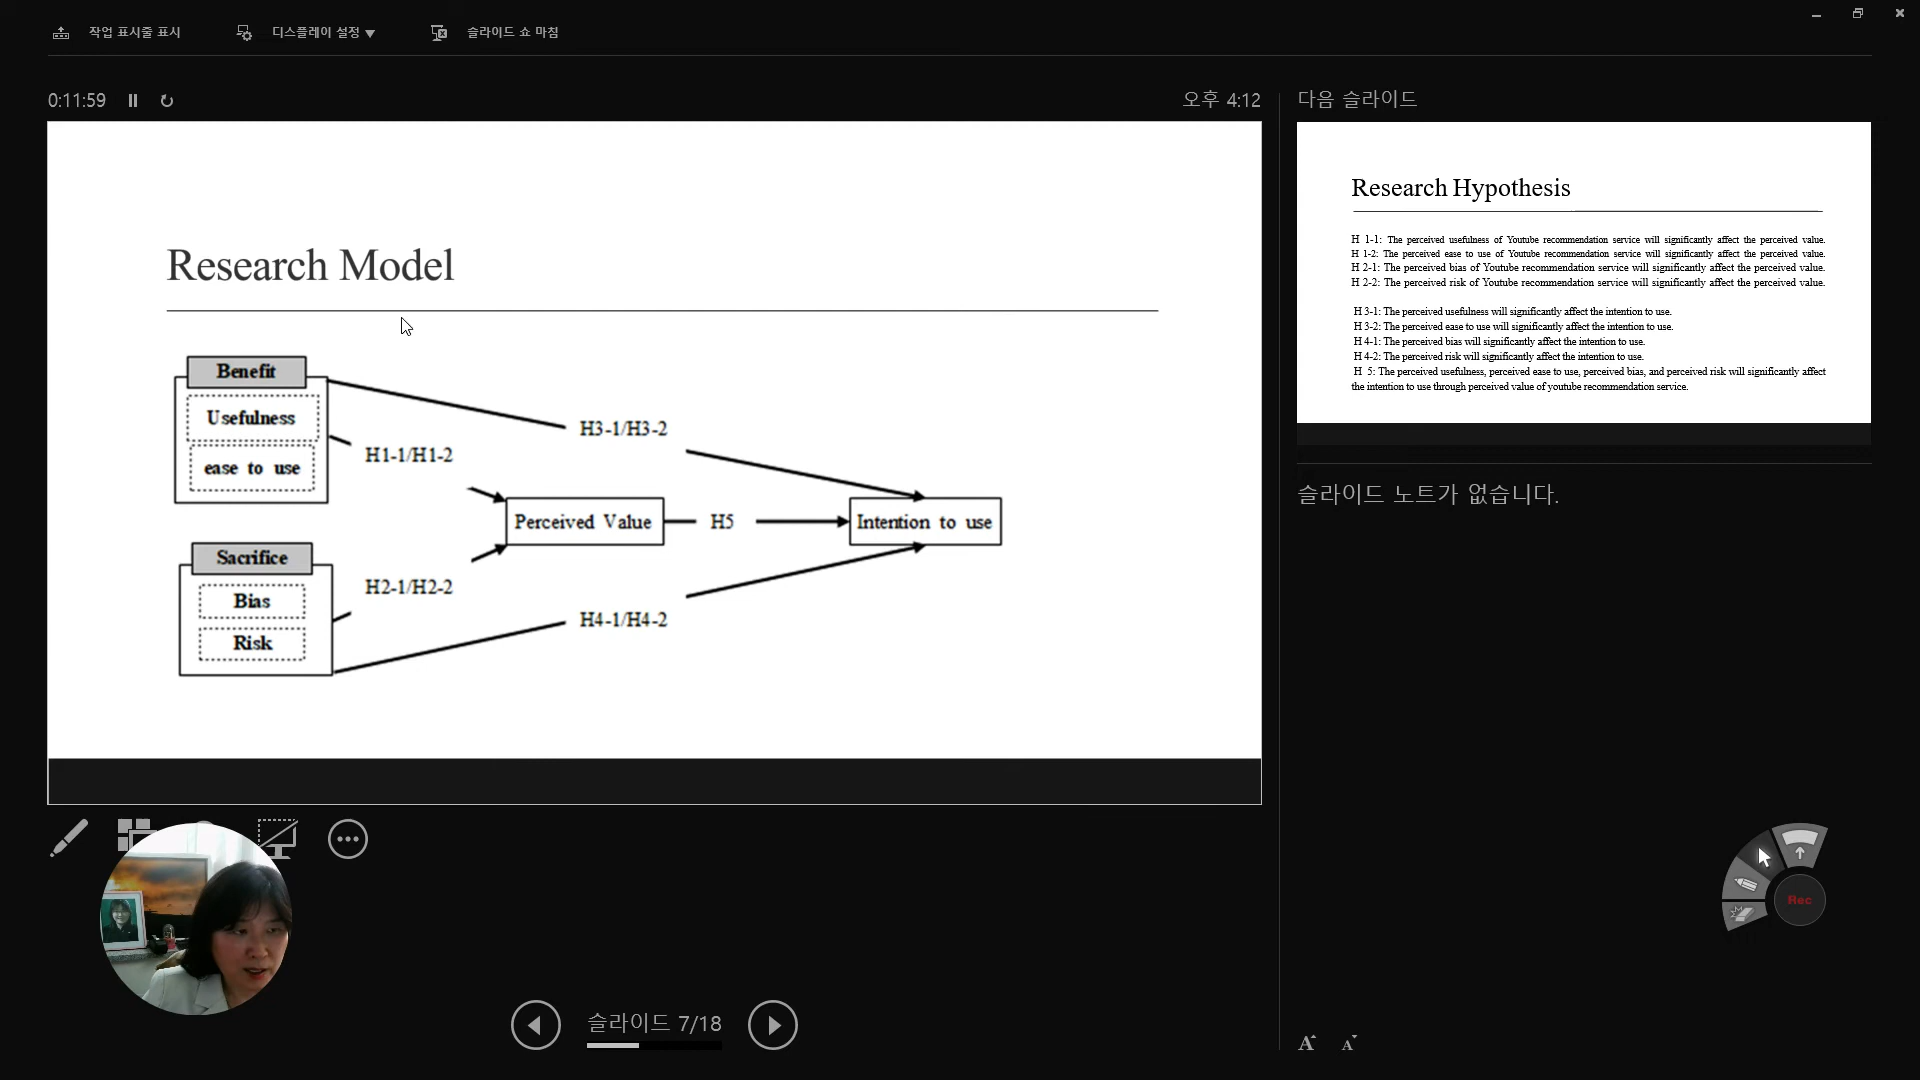 작업 표시줄 표시
디스플레이 설정 ▼
슬라이드 쇼 마침
0:11:59
오후 4:12
다음 슬라이드
Research Model
Benefit
Usefulness
ease to use
H1-1/H1-2
H3-1/H3-2
Perceived Value
H5
Intention to use
Sacrifice
Bias
Risk
H2-1/H2-2
H4-1/H4-2
Research Hypothesis
H 1-1: The perceived usefulness of Youtube recommendation service will significantly affect the perceived value.
H 1-2: The perceived ease to use of Youtube recommendation service will significantly affect the perceived value.
H 2-1: The perceived bias of Youtube recommendation service will significantly affect the perceived value.
H 2-2: The perceived risk of Youtube recommendation service will significantly affect the perceived value.
H 3-1: The perceived usefulness will significantly affect the intention to use.
H 3-2: The perceived ease to use will significantly affect the intention to use.
H 4-1: The perceived bias will significantly affect the intention to use.
H 4-2: The perceived risk will significantly affect the intention to use.
H 5: The perceived usefulness, perceived ease to use, perceived bias, and perceived risk will significantly affect
the intention to use through perceived value of youtube recommendation service.
슬라이드 노트가 없습니다.
Rec
슬라이드 7/18
A A